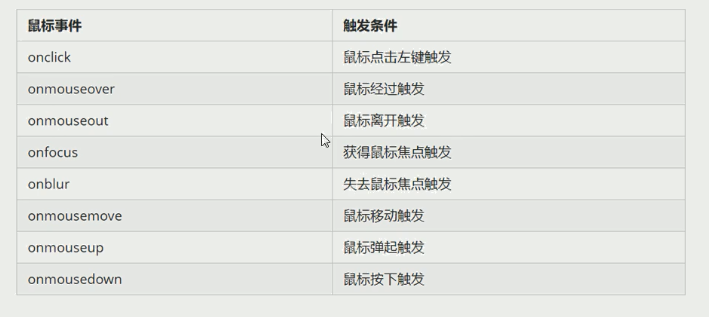 鼠标事件 触发条件
onclick 鼠标点击左键触发
onmouseover 鼠标经过触发
onmouseout 鼠标离开触发
onfocus 获得鼠标焦点触发
onblur 失去鼠标焦点触发
onmousemove 鼠标移动触发
onmouseup 鼠标弹起触发
onmousedown 鼠标按下触发